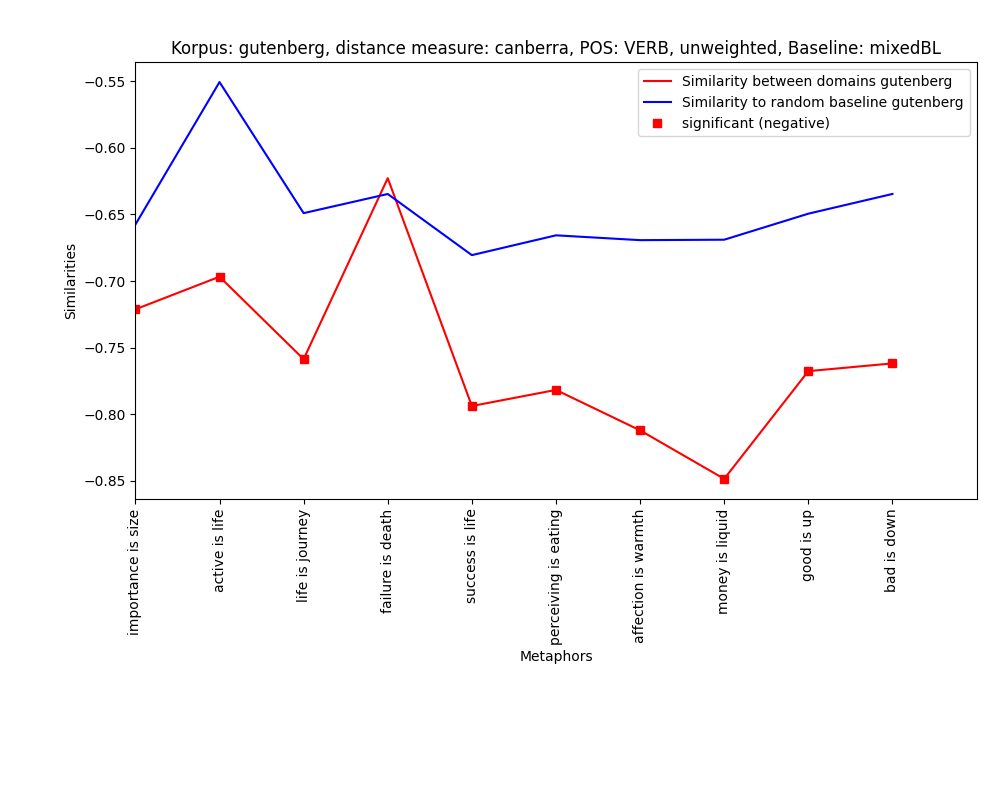 Korpus: gutenberg, distance measure: canberra, POS: VERB, unweighted, Baseline: mixedBL
Similarity between domains gutenberg
Similarity to random baseline gutenberg
significant (negative)
Similarities
−0.55
−0.60
−0.65
−0.70
−0.75
−0.80
−0.85
importance is size
active is life
life is journey
failure is death
success is life
perceiving is eating
affection is warmth
money is liquid
good is up
bad is down
Metaphors